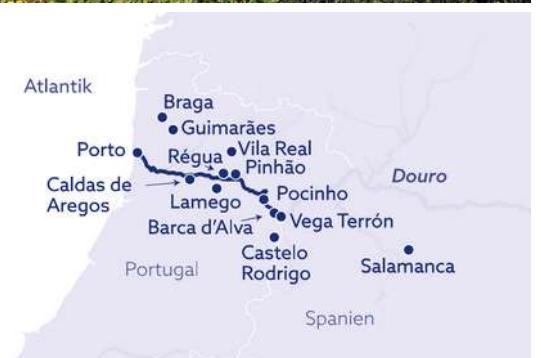 Atlantik
Braga
Guimarães
Porto
Régua
Vila Real
Pinhão
Douro
Caldas de
Aregos
Lamego
Pocinho
Barca d'Alva
Vega Terrón
Castelo
Rodrigo
Salamanca
Portugal
Spanien